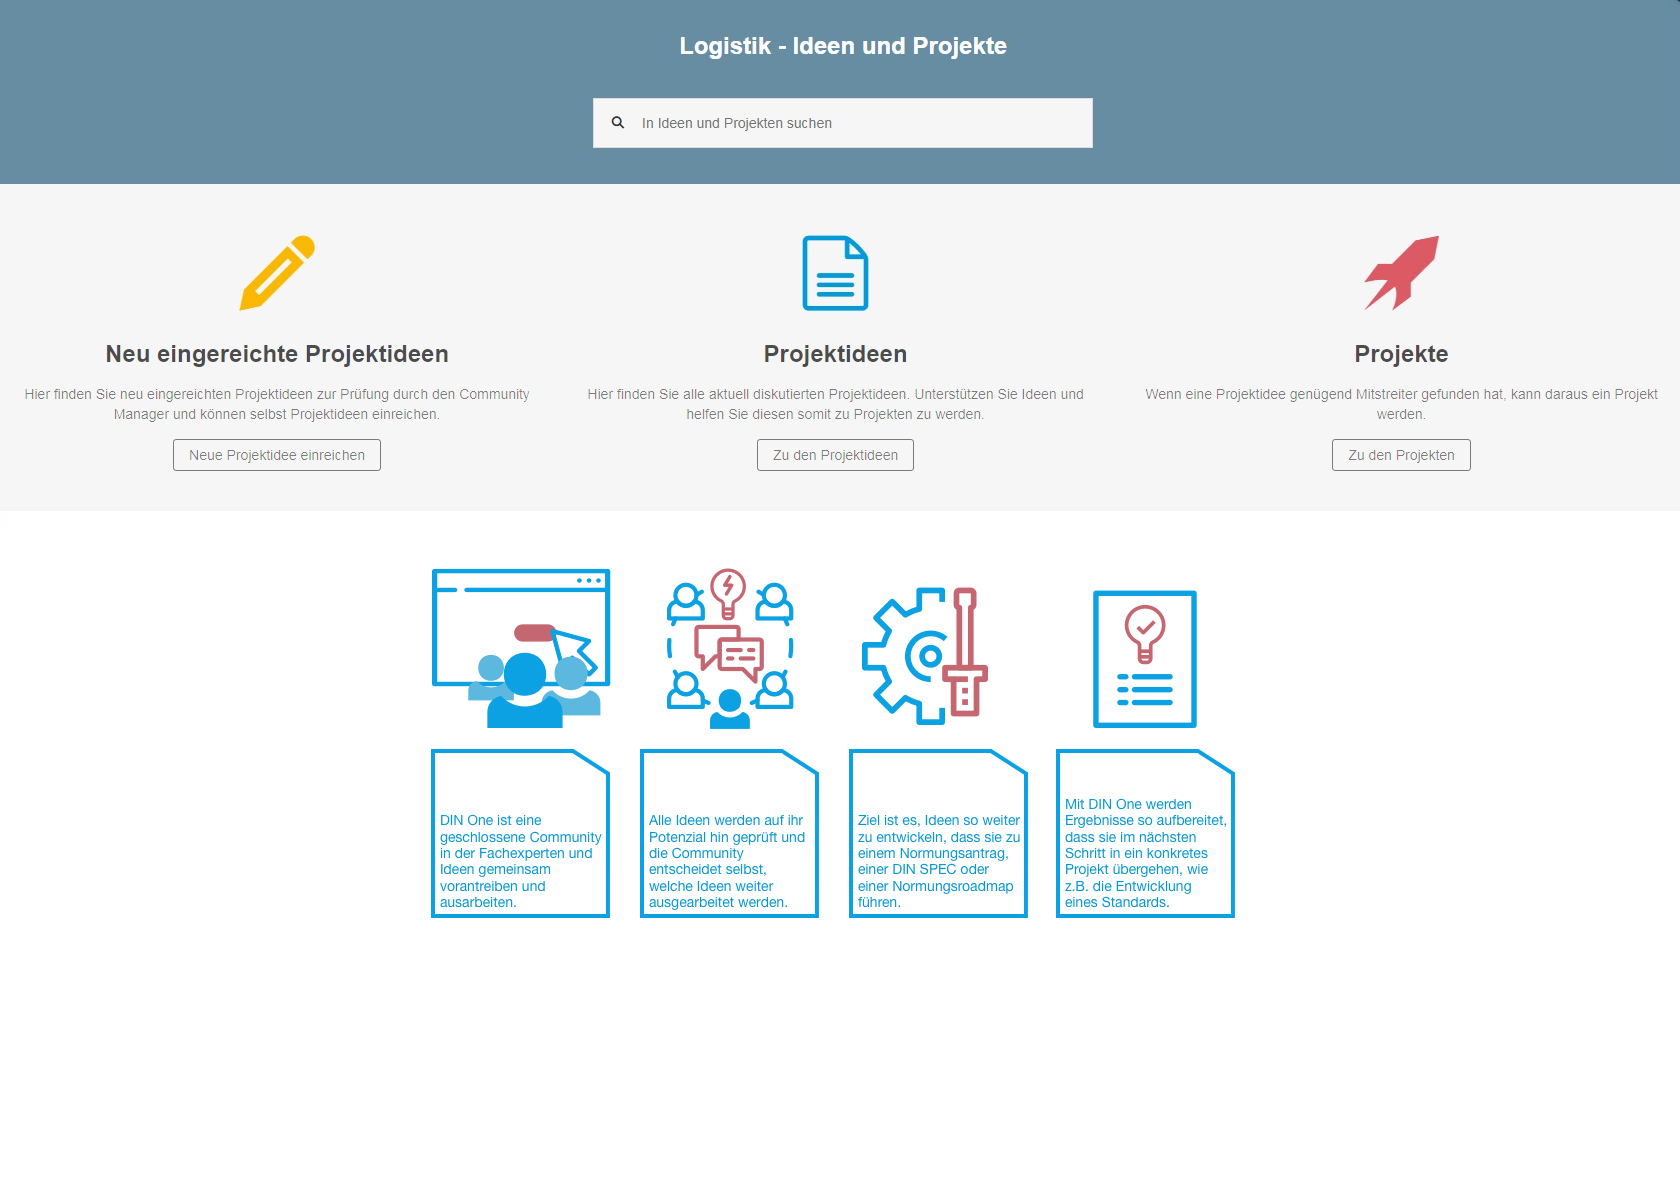 Logistik - Ideen und Projekte
In Ideen und Projekten suchen
Neu eingereichte Projektideen
Hier finden Sie neu eingereichten Projektideen zur Prüfung durch den Community
Manager und können selbst Projektideen einreichen.
Neue Projektidee einreichen
Projektideen
Hier finden Sie alle aktuell diskutierten Projektideen. Unterstützen Sie Ideen und
helfen Sie diesen somit zu Projekten zu werden.
Zu den Projektideen
Projekte
Wenn eine Projektidee genügend Mitstreiter gefunden hat, kann daraus ein Projekt
werden.
Zu den Projekten
DIN One ist eine
geschlossene Community
in der Fachexperten und
Ideen gemeinsam
vorantreiben und
ausarbeiten.
Alle Ideen werden auf ihr
Potenzial hin geprüft und
die Community
entscheidet selbst,
welche Ideen weiter
ausgearbeitet werden.
Ziel ist es, Ideen so weiter
zu entwickeln, dass sie zu
einem Normungsantrag,
einer DIN SPEC oder
einer Normungsroadmap
führen.
Mit DIN One werden
Ergebnisse so aufbereitet,
dass sie im nächsten
Schritt in ein konkretes
Projekt übergehen, wie
z.B. die Entwicklung
eines Standards.